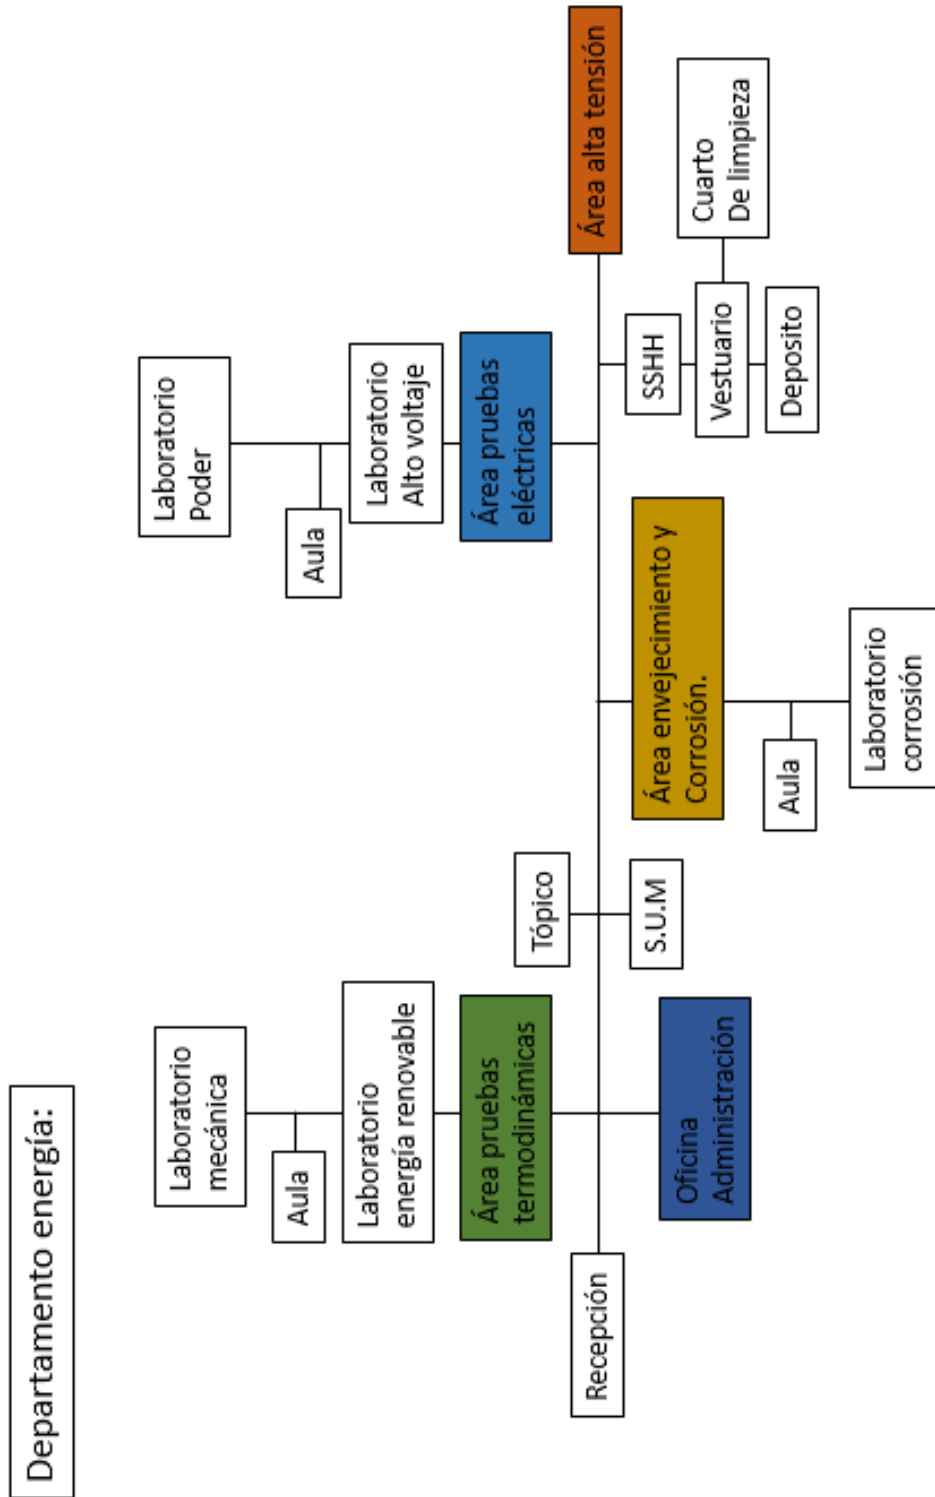 Departamento energía:
Laboratorio
mecánica
Aula
Laboratorio
energía renovable
Área pruebas
termodinámicas
Recepción
Oficina
Administración
Tópico
S.U.M
Laboratorio
Poder
Aula
Laboratorio
Alto voltaje
Área pruebas
eléctricas
Área envejecimiento y
Corrosión.
Aula
Laboratorio
corrosión
Área alta tensión
SSHH
Vestuario
Cuarto
De limpieza
Deposito